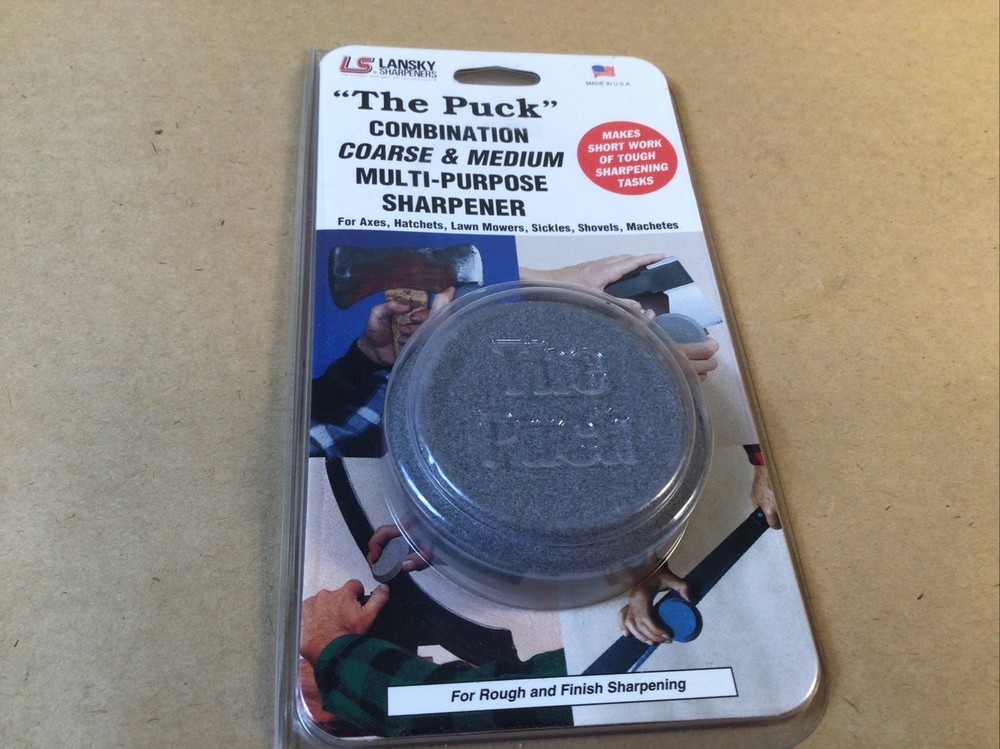 LS LANSKY
SHARPENERS
MADE IN U.S.A.
“The Puck”
COMBINATION
COARSE & MEDIUM
MULTI-PURPOSE
SHARPENER
For Axes, Hatchets, Lawn Mowers, Sickles, Shovels, Machetes
MAKES
SHORT WORK
OF TOUGH
SHARPENING
TASKS
The
Puck
For Rough and Finish Sharpening